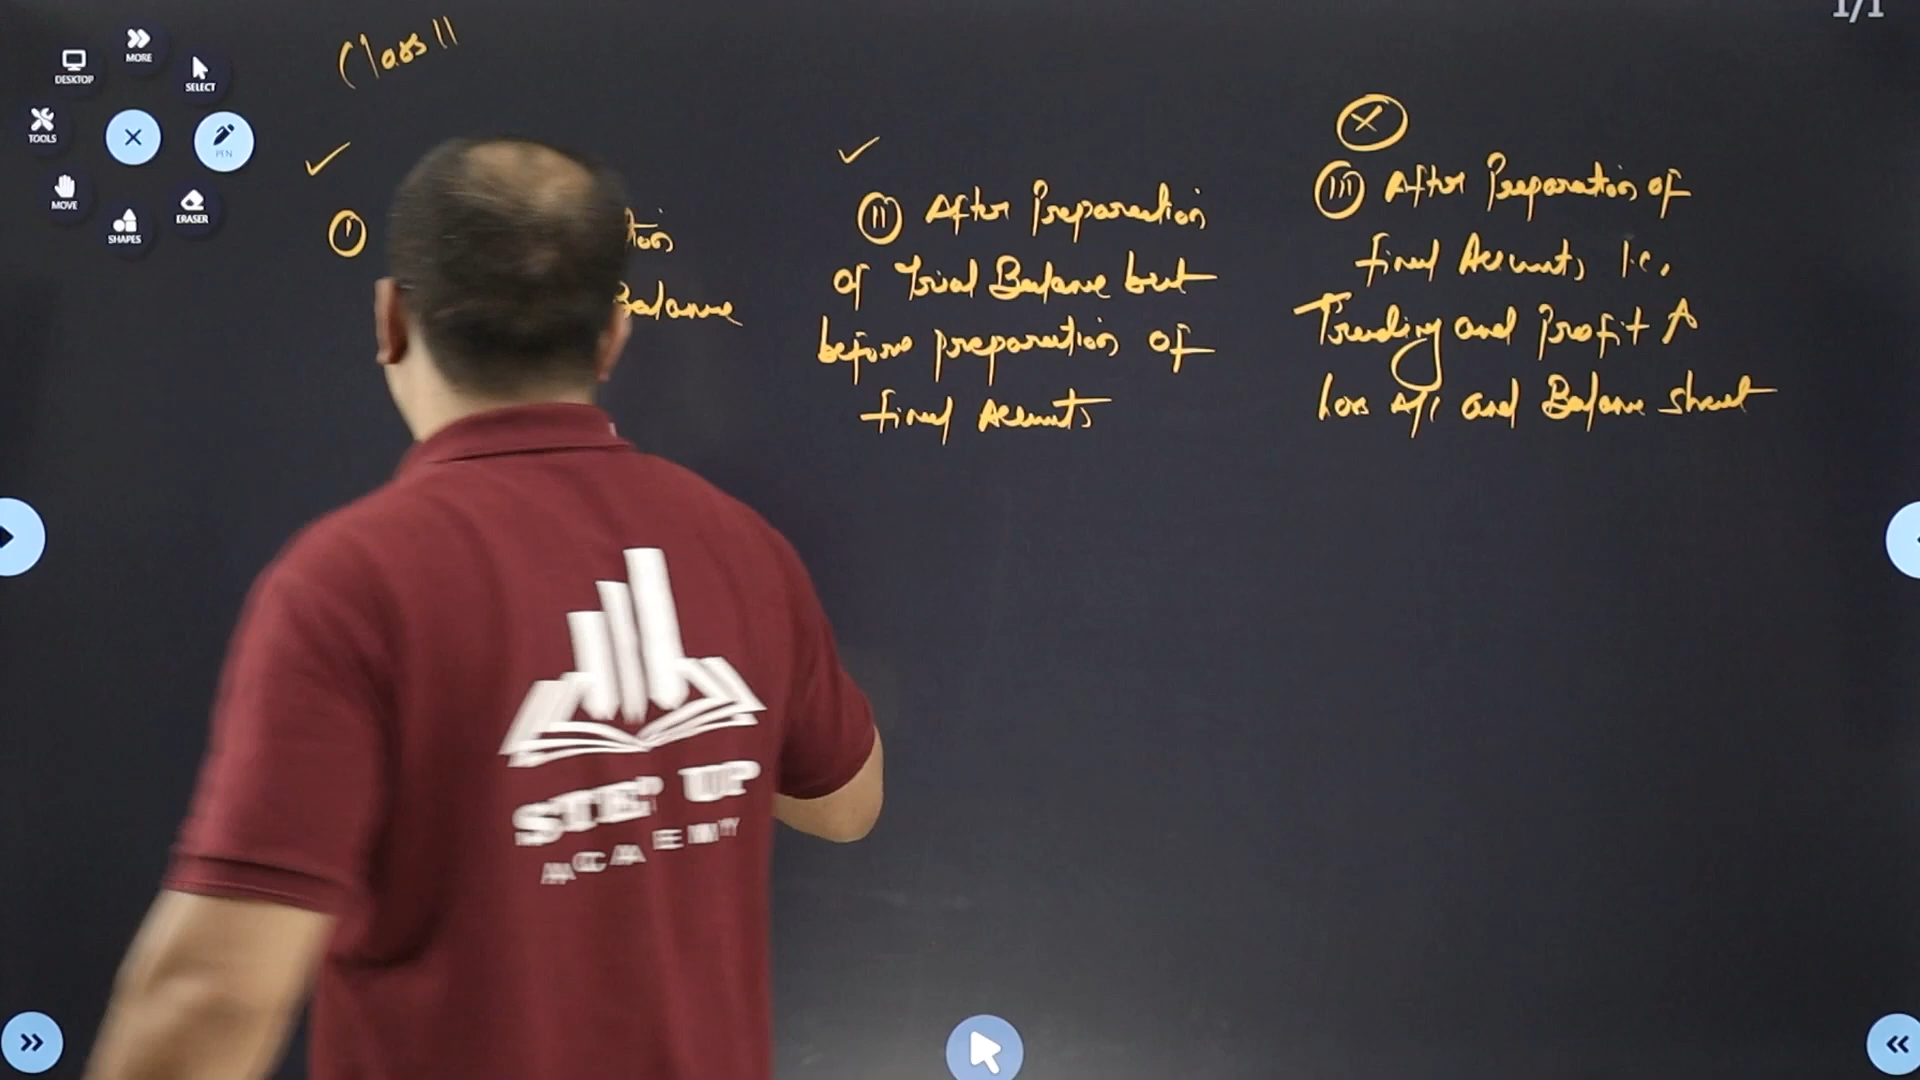 1/1
Class 11
MORE
DESKTOP
SELECT
TOOLS
PEN
MOVE
ERASER
SHAPES
✓
(I)
Balance
✓
(II) After Preparation
of Trial Balance but
before preparation of
final Accounts
X
(III) After Preparation of
final Accounts i.e.
Trading and Profit &
Loss A/c and Balance Sheet
STEP UP
ACADEMY